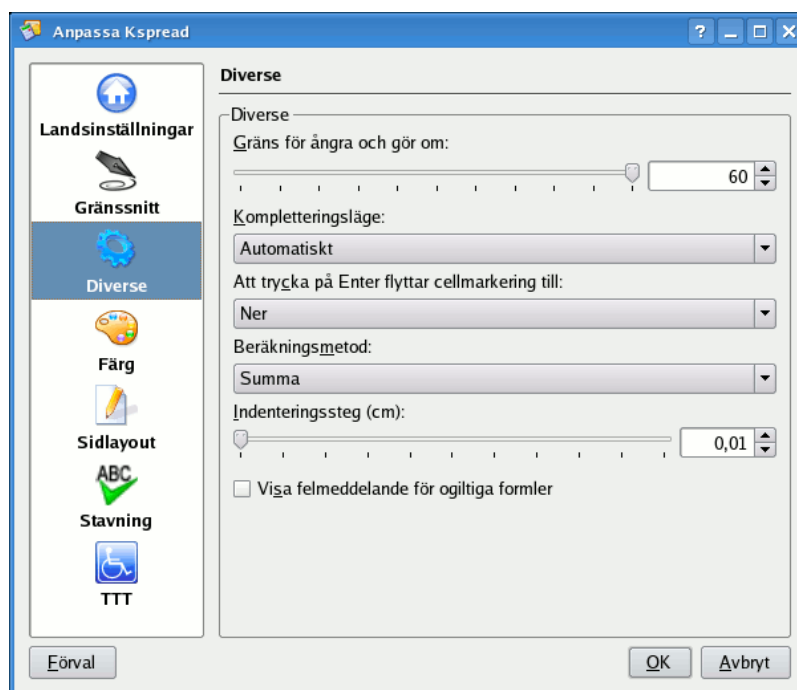 Anpassa Kspread
Landsinställningar
Gränssnitt
Diverse
Färg
Sidlayout
ABC
Stavning
TTT
Diverse
Diverse
Gräns för ångra och gör om:
60
Kompletteringsläge:
Automatiskt
Att trycka på Enter flyttar cellmarkering till:
Ner
Beräkningsmetod:
Summa
Indenteringssteg (cm):
0,01
Visa felmeddelande för ogiltiga formler
Förval
OK
Avbryt